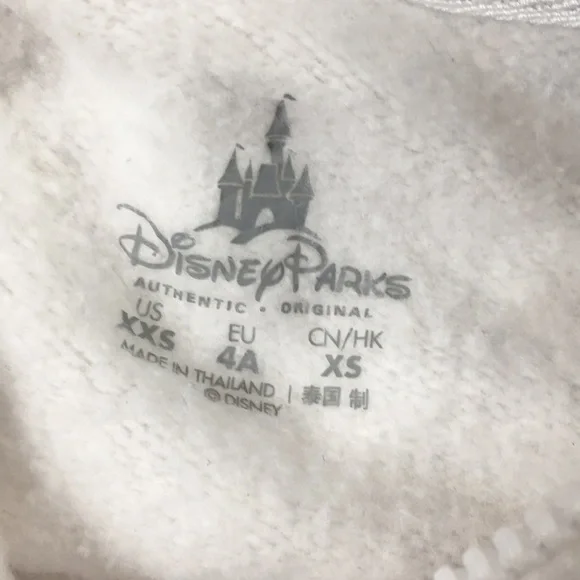 Disney Parks
AUTHENTIC • ORIGINAL
US EU CN/HK
XXS 4A XS
MADE IN THAILAND | 泰国 制
© DISNEY